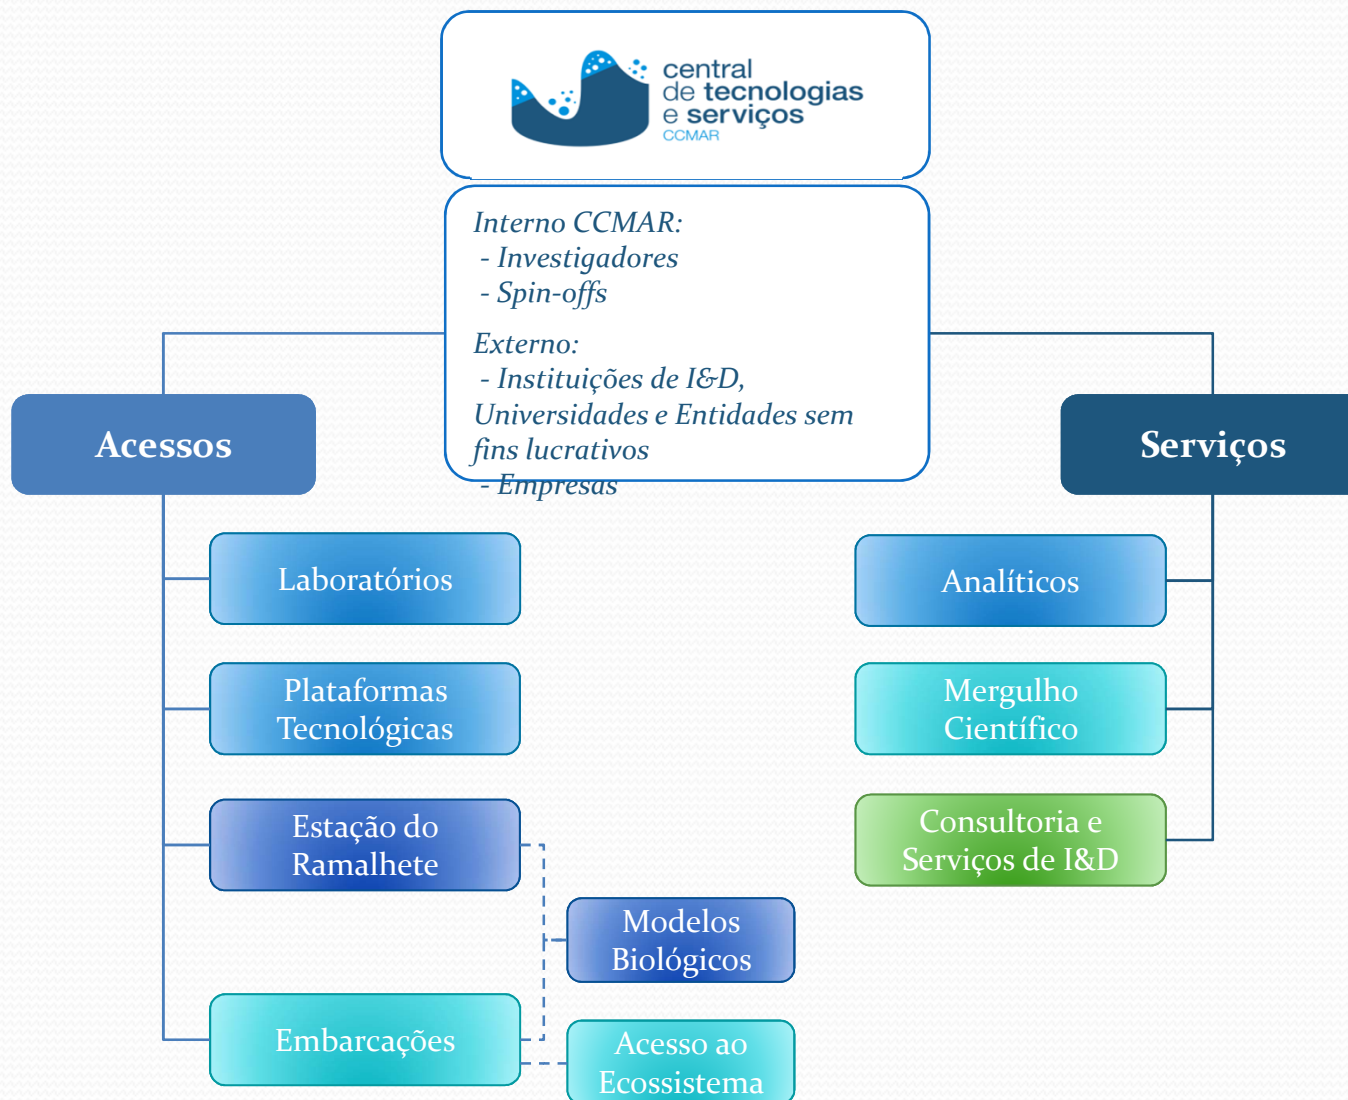 central
de tecnologias
e serviços
CCMAR
Interno CCMAR:
- Investigadores
- Spin-offs
Externo:
- Instituições de I&D,
Universidades e Entidades sem
fins lucrativos
- Empresas
Acessos
Serviços
Laboratórios
Plataformas
Tecnológicas
Estação do
Ramalhete
Embarcações
Modelos
Biológicos
Acesso ao
Ecossistema
Analíticos
Mergulho
Científico
Consultoria e
Serviços de I&D